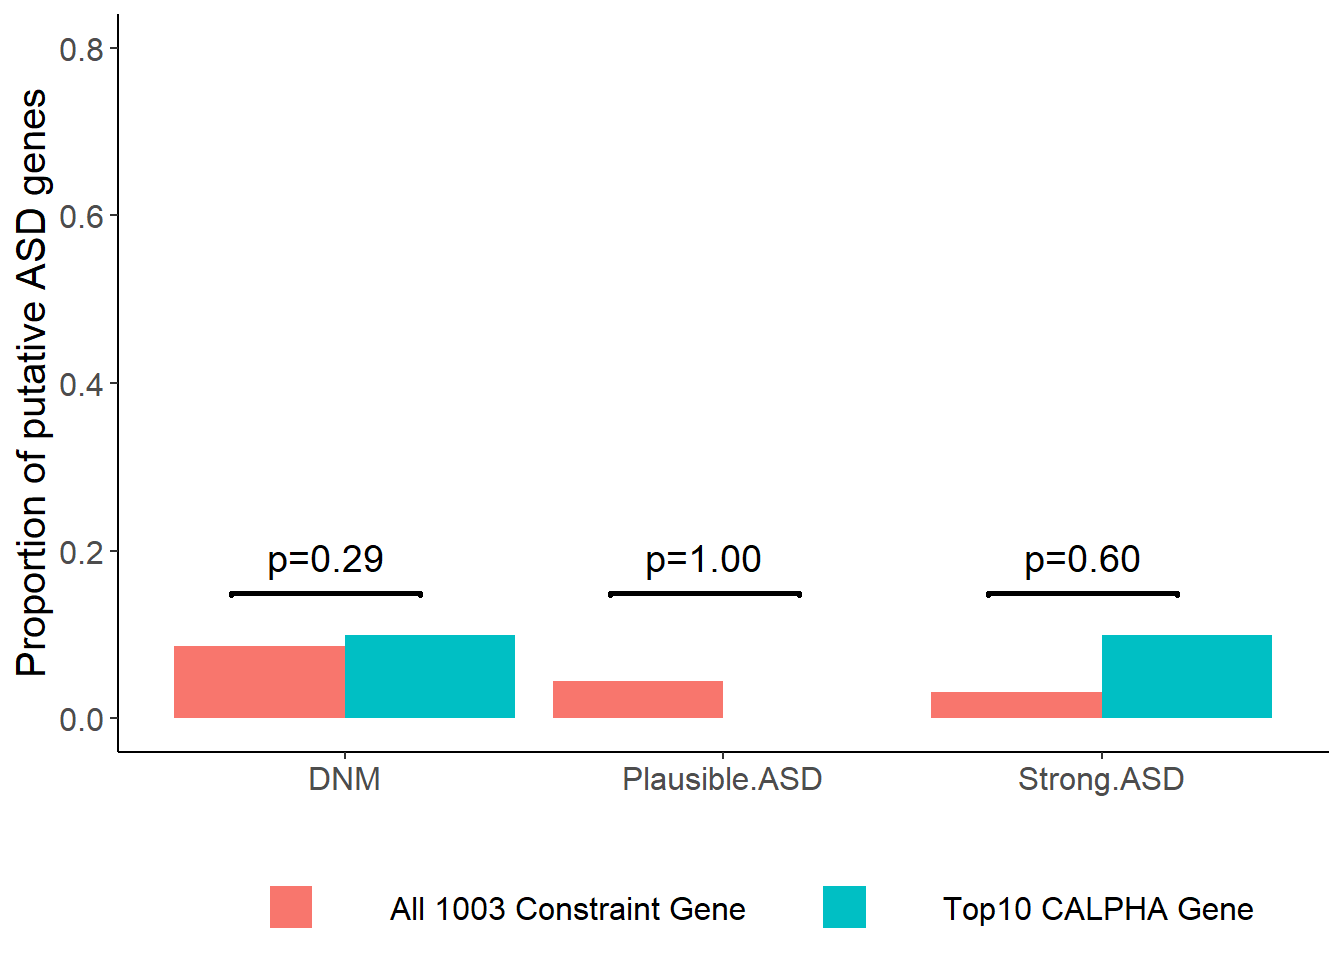 Proportion of putative ASD genes
0.8
0.6
0.4
0.2
0.0
p=0.29
p=1.00
p=0.60
DNM
Plausible.ASD
Strong.ASD
All 1003 Constraint Gene
Top10 CALPHA Gene